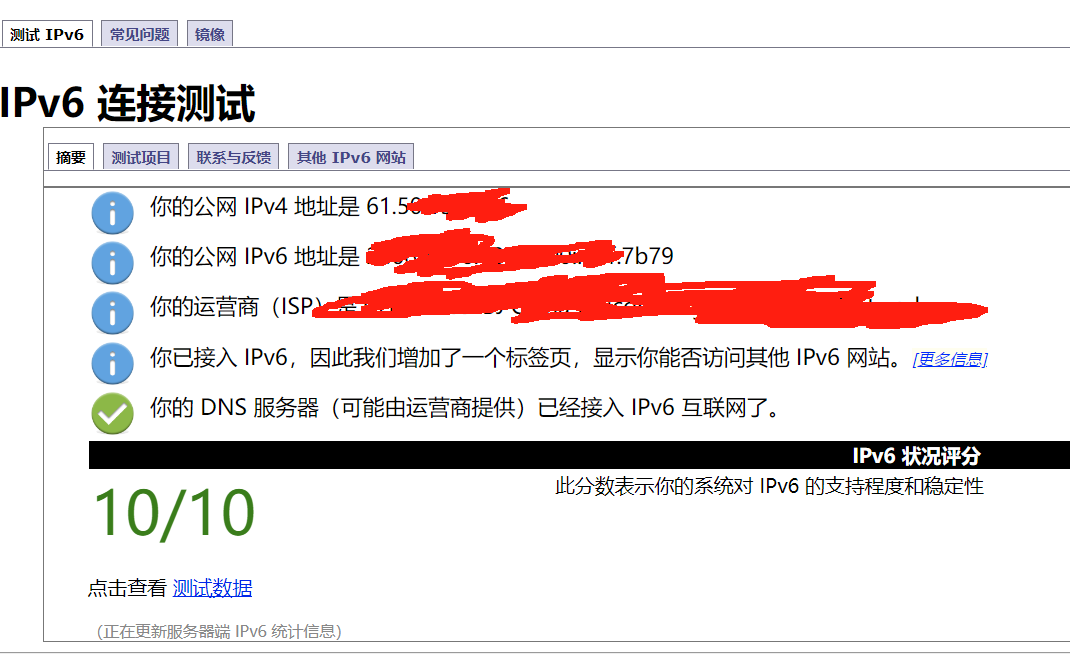 测试 IPv6 常见问题 镜像
IPv6 连接测试
摘要 测试项目 联系与反馈 其他 IPv6 网站
你的公网 IPv4 地址是 61.50
你的公网 IPv6 地址是 7b79
你的运营商（ISP）是
你已接入 IPv6，因此我们增加了一个标签页，显示你能否访问其他 IPv6 网站。 [更多信息]
你的 DNS 服务器（可能由运营商提供）已经接入 IPv6 互联网了。
IPv6 状况评分
10/10
此分数表示你的系统对 IPv6 的支持程度和稳定性
点击查看 测试数据
(正在更新服务器端 IPv6 统计信息)